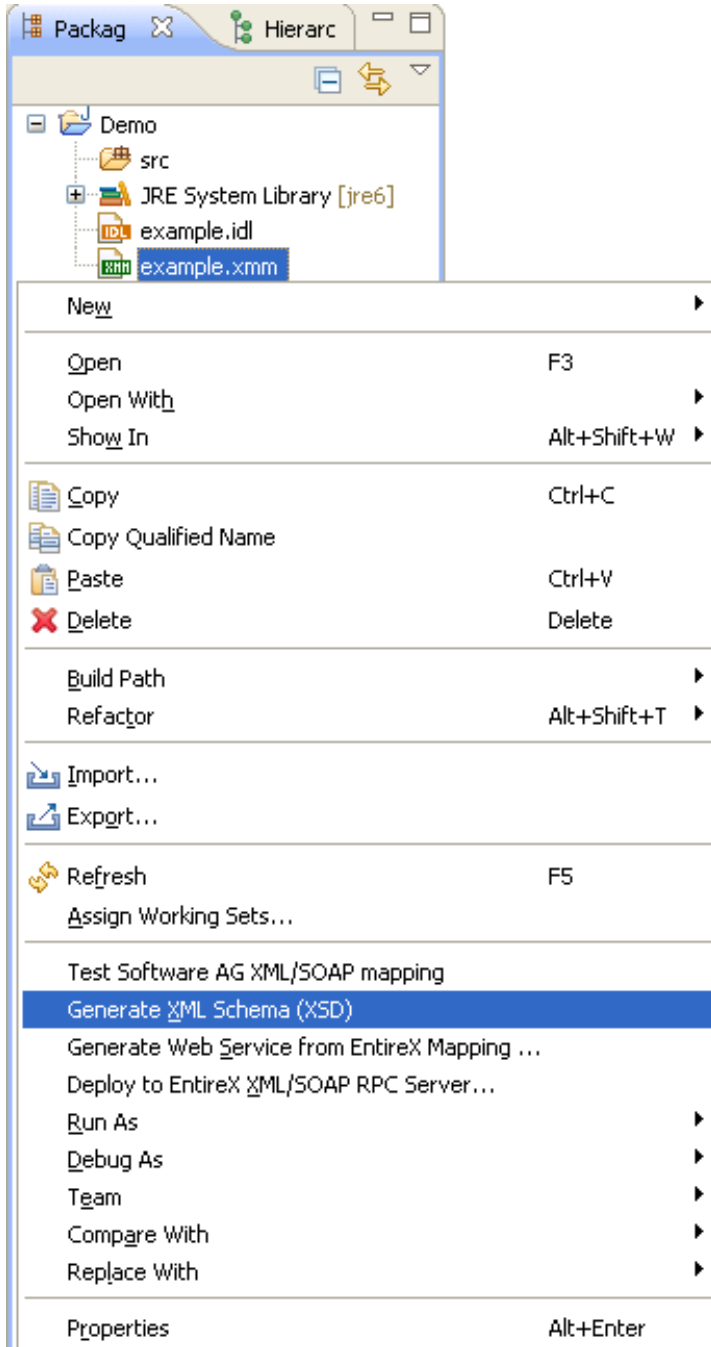 Packag Hierarc
Demo
src
JRE System Library [jre6]
IDL example.idl
XMM example.xmm
New
Open F3
Open With
Show In Alt+Shift+W
Copy Ctrl+C
Copy Qualified Name
Paste Ctrl+V
Delete Delete
Build Path
Refactor Alt+Shift+T
Import...
Export...
Refresh F5
Assign Working Sets...
Test Software AG XML/SOAP mapping
Generate XML Schema (XSD)
Generate Web Service from EntireX Mapping ...
Deploy to EntireX XML/SOAP RPC Server...
Run As
Debug As
Team
Compare With
Replace With
Properties Alt+Enter